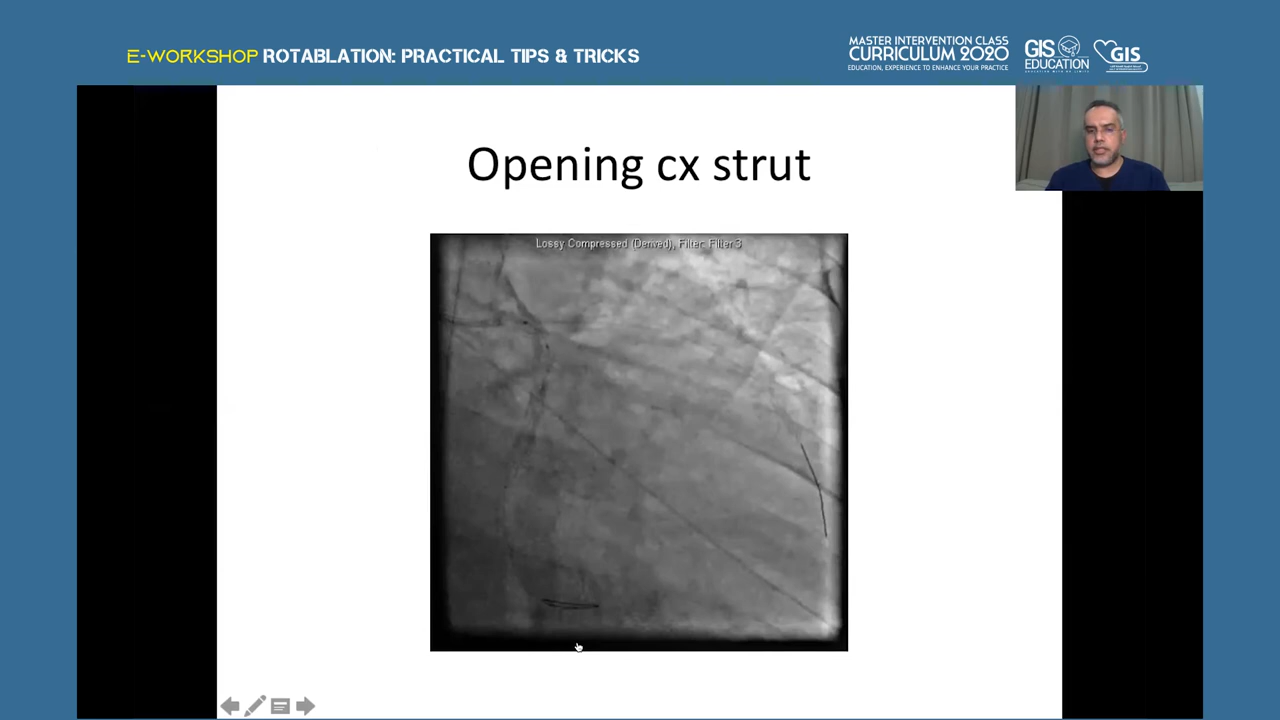 E-WORKSHOP ROTABLATION: PRACTICAL TIPS & TRICKS
MASTER INTERVENTION CLASS
CURRICULUM 2020
EDUCATION, EXPERIENCE TO ENHANCE YOUR PRACTICE
GIS
EDUCATION
GIS
Opening cx strut
Lossy Compressed (Derived), Filter: Filter 3